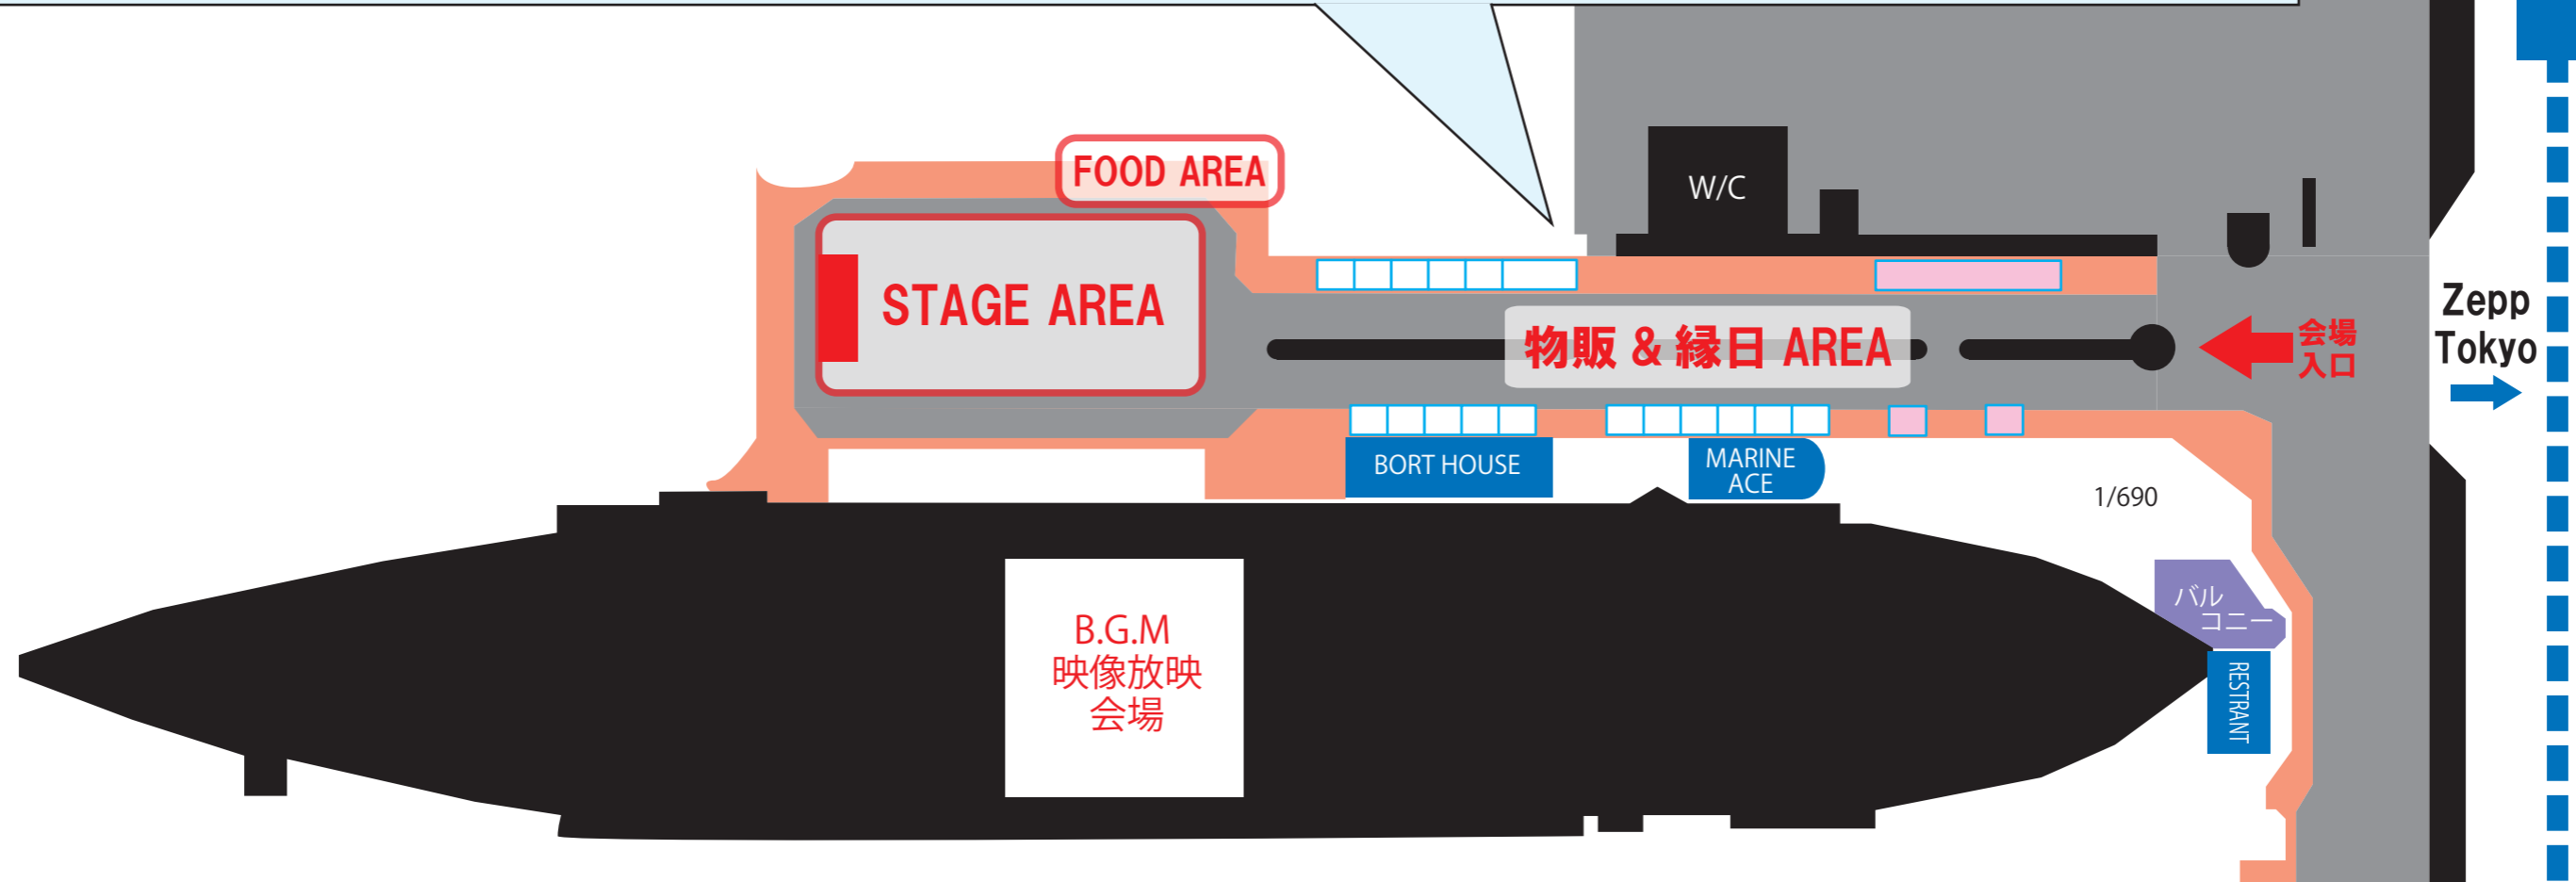 FOOD AREA
W/C
STAGE AREA
物販 & 縁日 AREA
会場
入口
Zepp
Tokyo
BORT HOUSE
MARINE
ACE
1/690
バル
コニー
RESTRANT
B.G.M
映像放映
会場